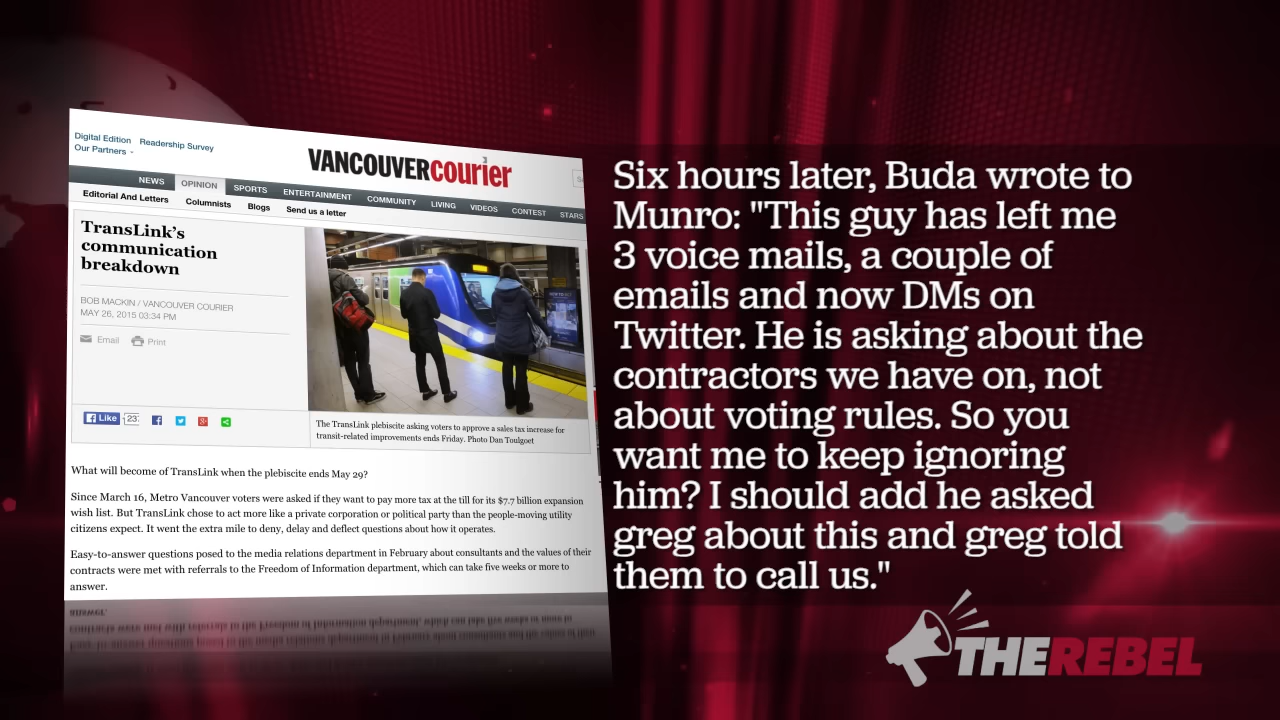 Digital Edition Readership Survey
Our Partners
VANCOUVERcourier
NEWS OPINION SPORTS ENTERTAINMENT COMMUNITY LIVING VIDEOS CONTEST STARS
Editorial And Letters Columnists Blogs Send us a letter
TransLink's
communication
breakdown
BOB MACKIN / VANCOUVER COURIER
MAY 26, 2015 03:34 PM
Email Print
Like 23
The TransLink plebiscite asking voters to approve a sales tax increase for
transit-related improvements ends Friday. Photo Dan Toulgoet
What will become of TransLink when the plebiscite ends May 29?
Since March 16, Metro Vancouver voters were asked if they want to pay more tax at the till for its $7.7 billion expansion
wish list. But TransLink chose to act more like a private corporation or political party than the people-moving utility
citizens expect. It went the extra mile to deny, delay and deflect questions about how it operates.
Easy-to-answer questions posed to the media relations department in February about consultants and the values of their
contracts were met with referrals to the Freedom of Information department, which can take five weeks or more to
answer.
Six hours later, Buda wrote to
Munro: "This guy has left me
3 voice mails, a couple of
emails and now DMs on
Twitter. He is asking about the
contractors we have on, not
about voting rules. So you
want me to keep ignoring
him? I should add he asked
greg about this and greg told
them to call us."
THEREBEL